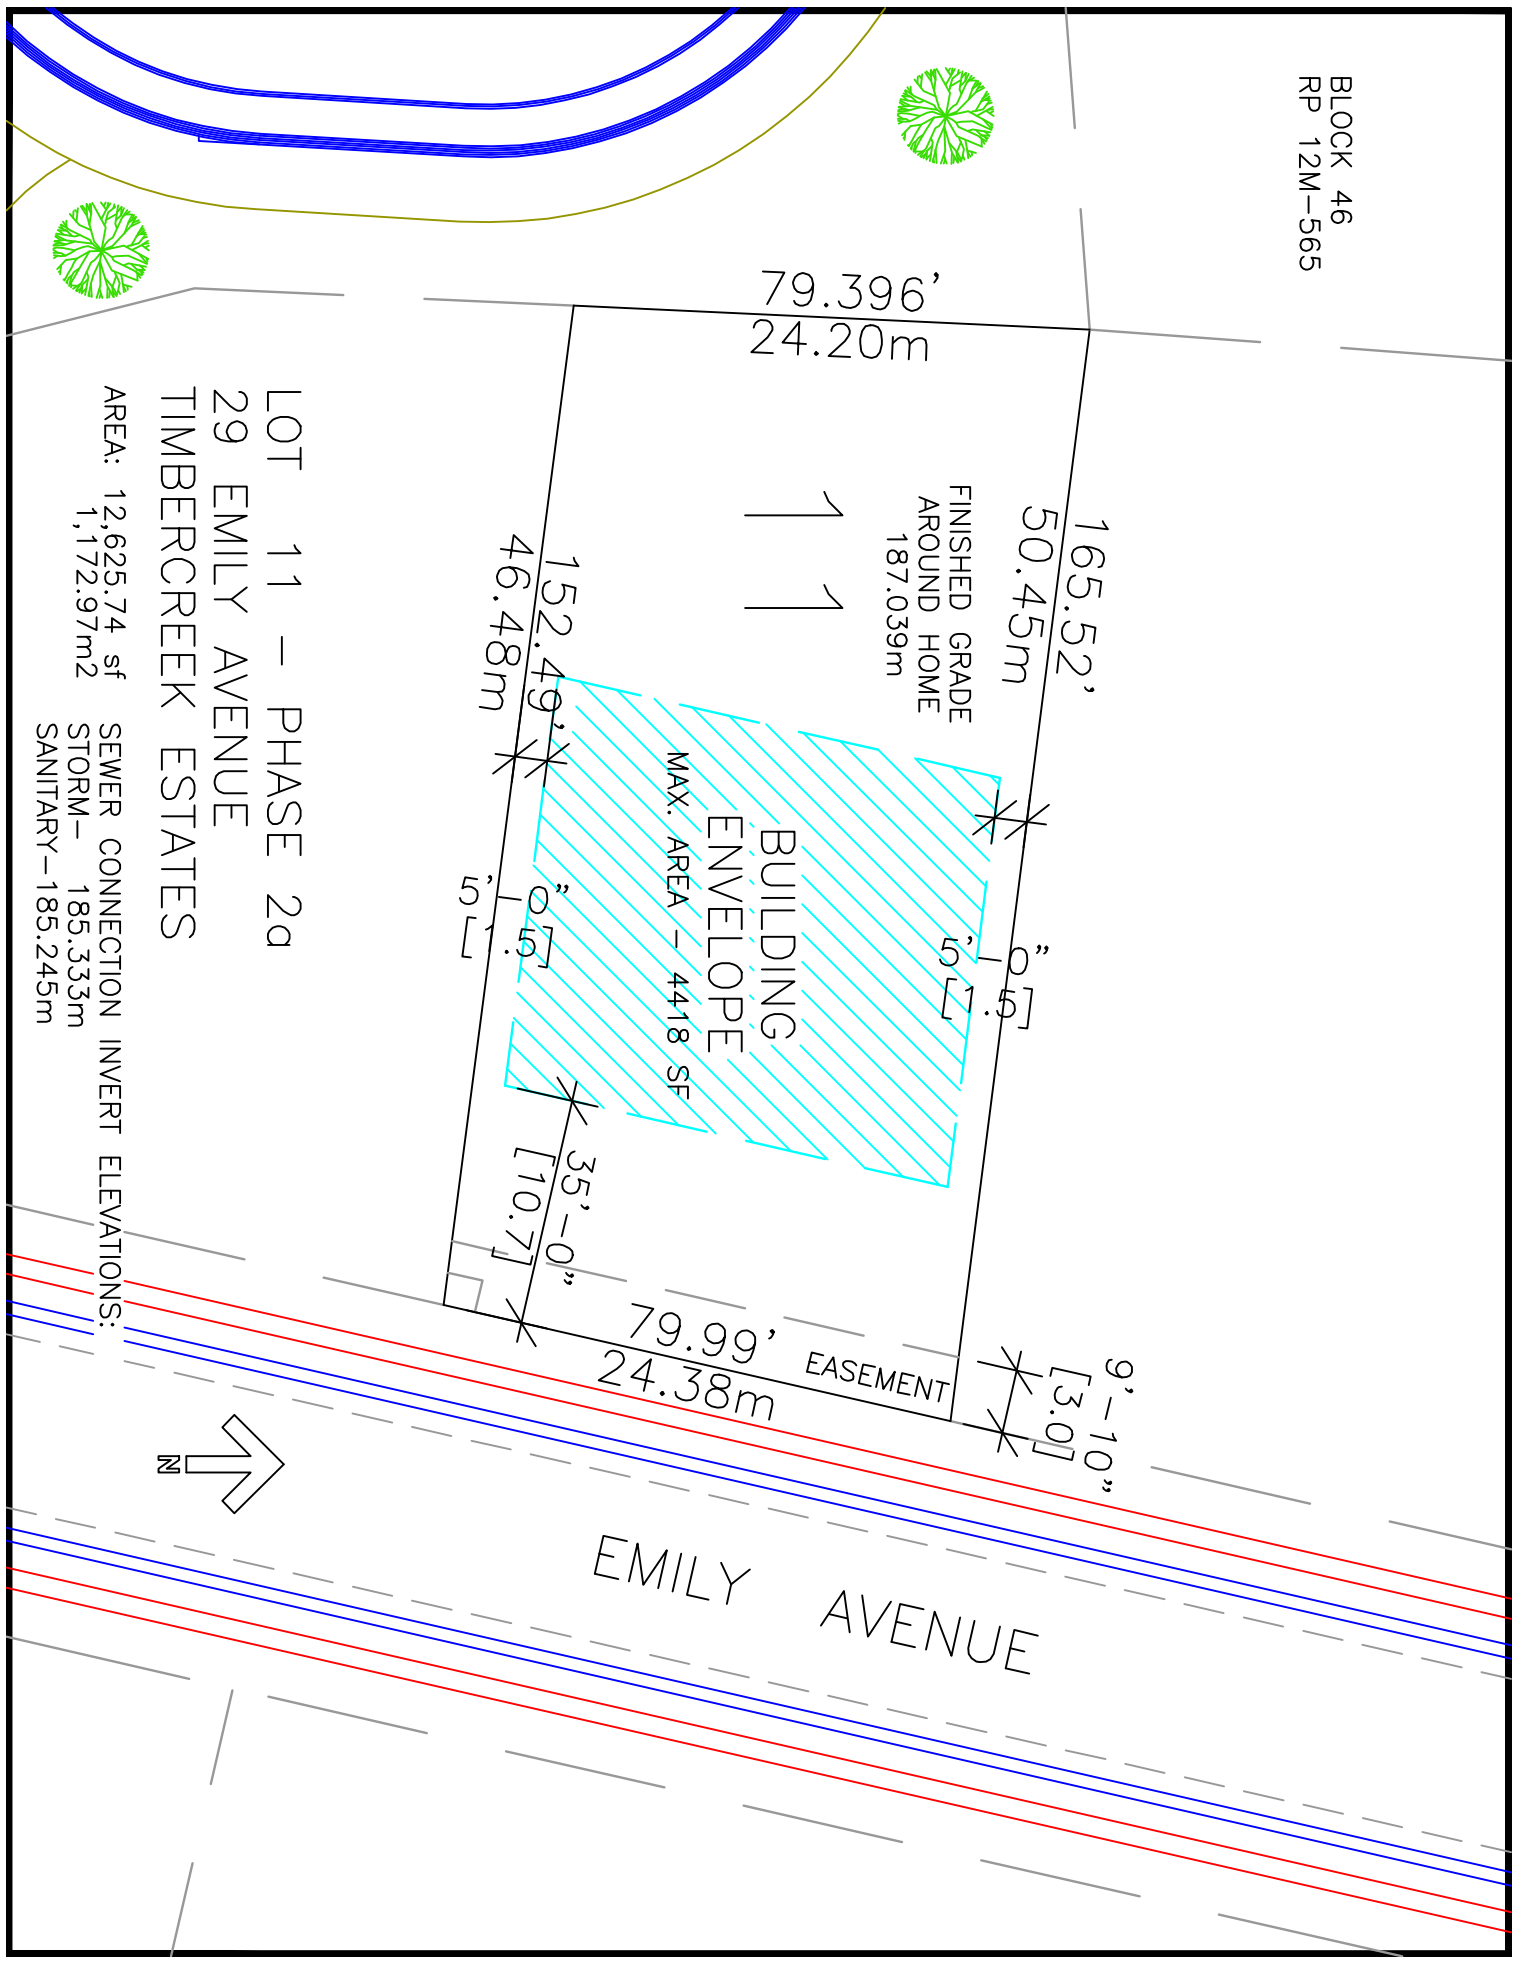 BLOCK 46
RP 12M-565
79.396'
24.20m
165.52'
50.45m
FINISHED GRADE
AROUND HOME
187.039m
11
152.49'
46.48m
BUILDING
ENVELOPE
MAX. AREA - 4418 SF
5'-0"
[1.5]
5'-0"
[1.5]
35'-0"
[10.7]
79.99'
24.38m
EASEMENT
9'-10"
[3.0]
LOT 11 - PHASE 2a
29 EMILY AVENUE
TIMBERCREEK ESTATES
AREA: 12,625.74 sf
1,172.97m2
SEWER CONNECTION INVERT ELEVATIONS:
STORM- 185.333m
SANITARY-185.245m
N
EMILY AVENUE